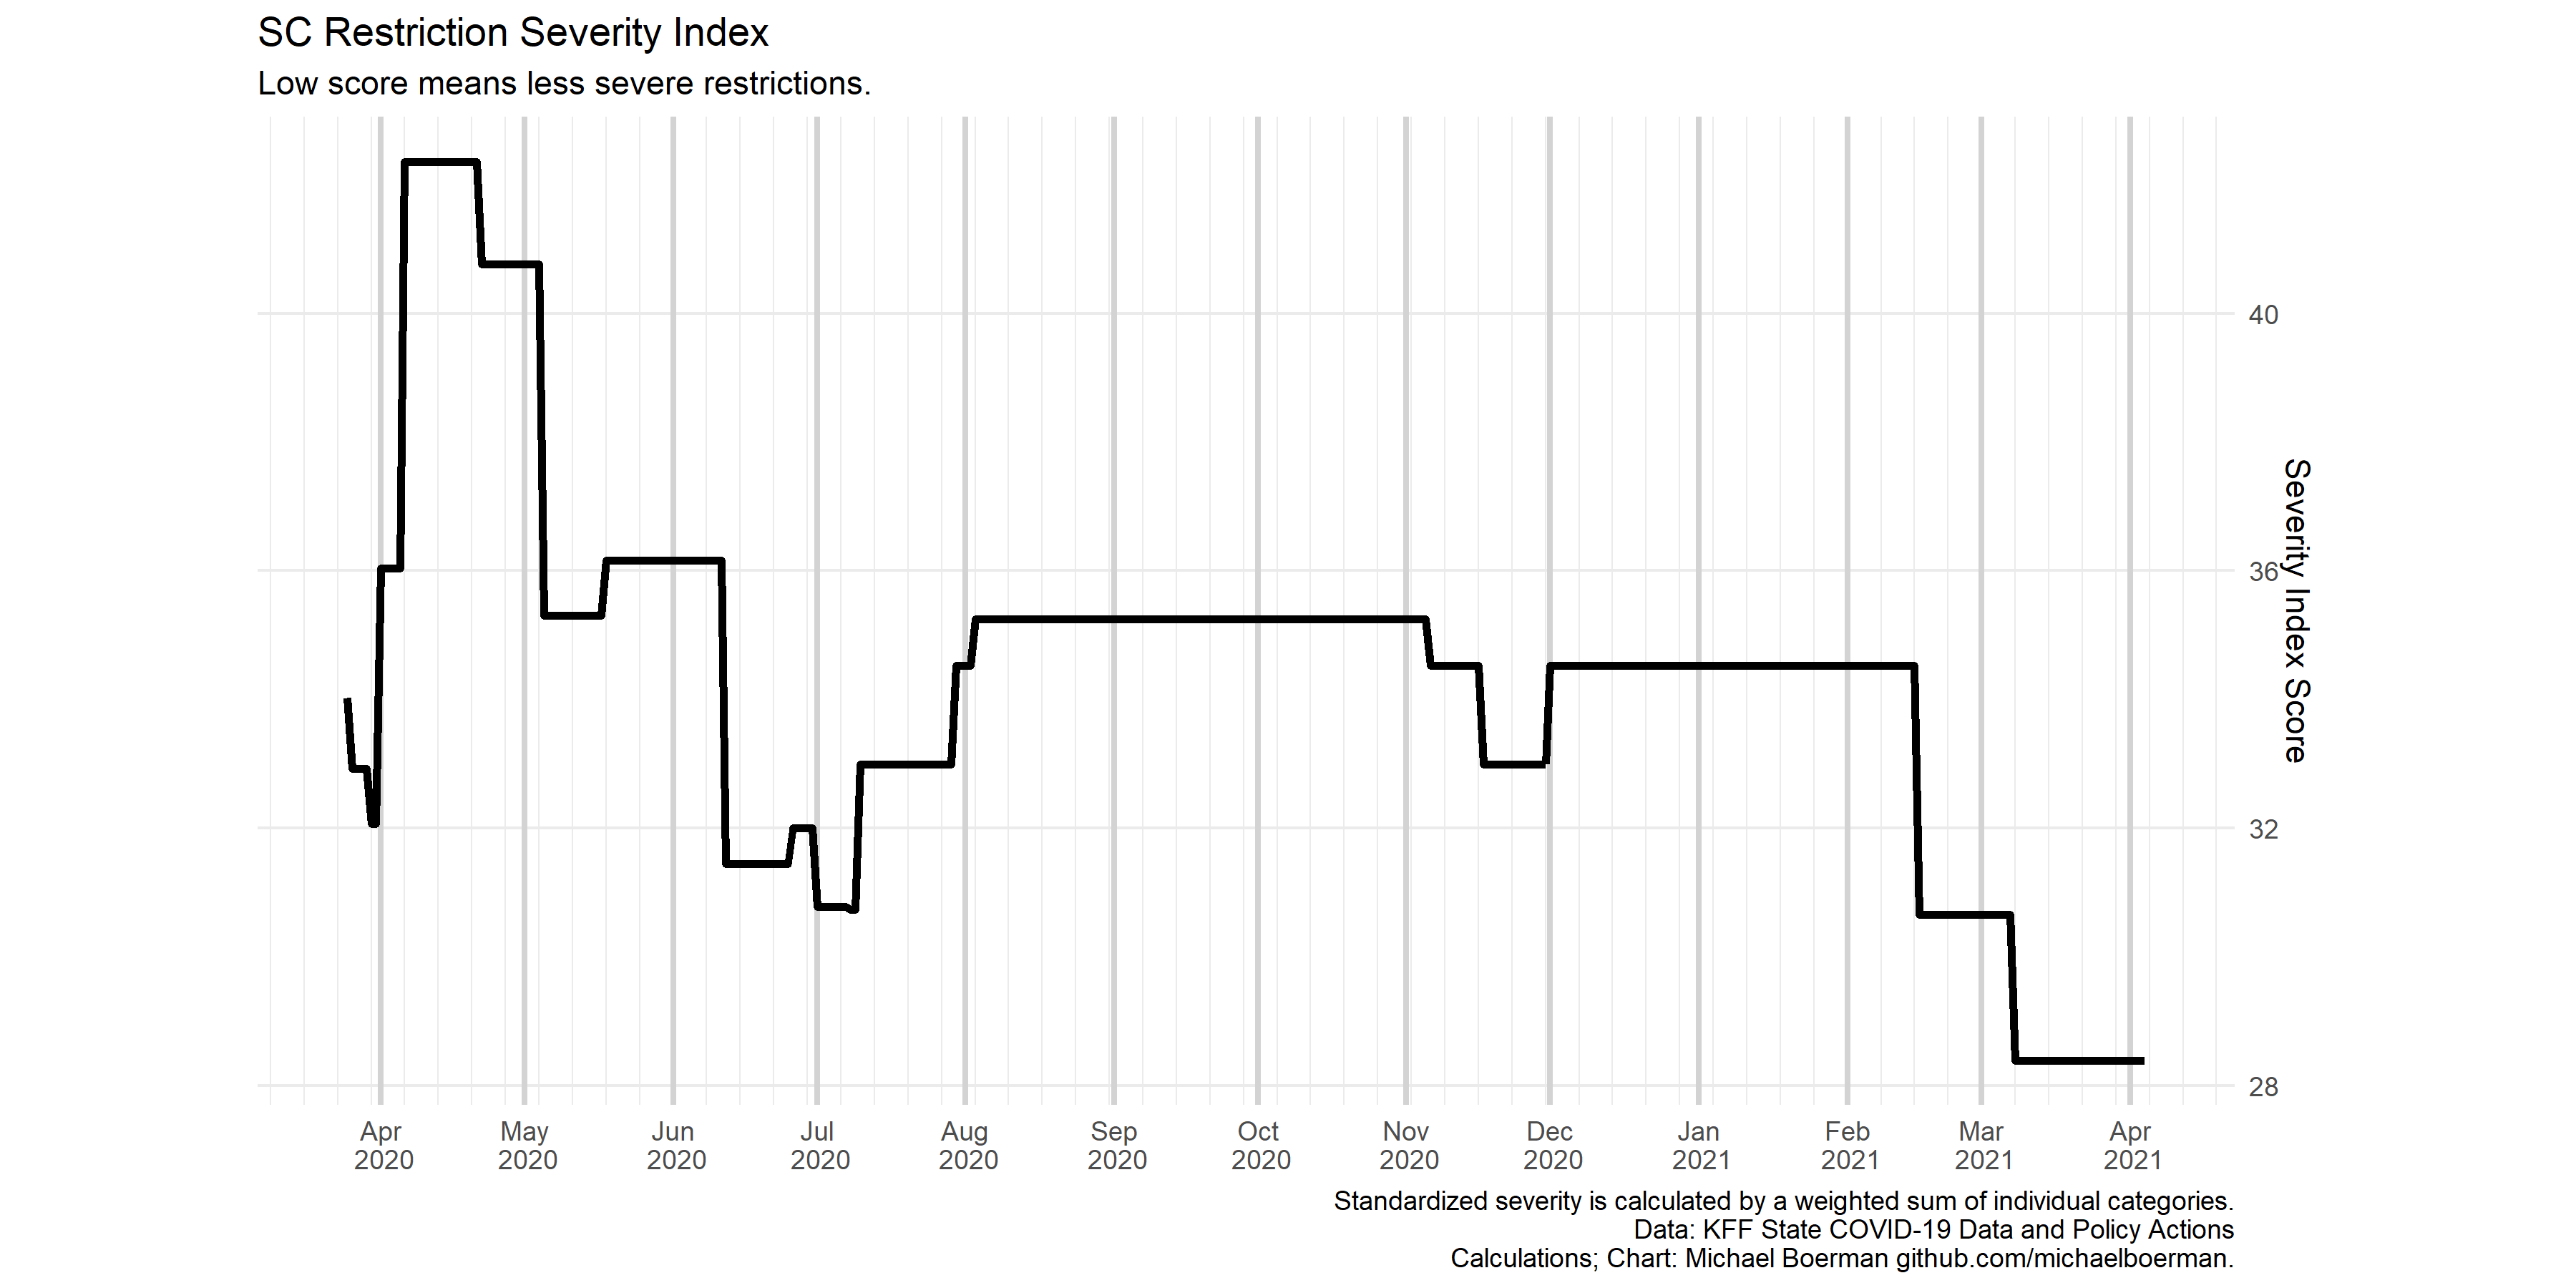 SC Restriction Severity Index
Low score means less severe restrictions.
40
36
32
28
Severity Index Score
Apr 2020
May 2020
Jun 2020
Jul 2020
Aug 2020
Sep 2020
Oct 2020
Nov 2020
Dec 2020
Jan 2021
Feb 2021
Mar 2021
Apr 2021
Standardized severity is calculated by a weighted sum of individual categories.
Data: KFF State COVID-19 Data and Policy Actions
Calculations; Chart: Michael Boerman github.com/michaelboerman.